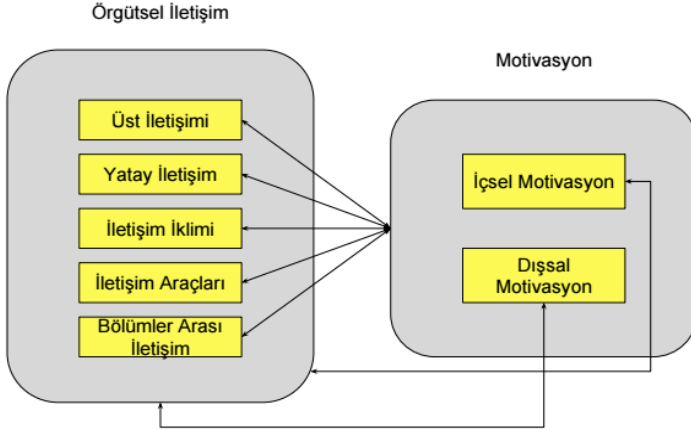 Örgütsel İletişim
Üst İletişimi
Yatay İletişim
İletişim İklimi
İletişim Araçları
Bölümler Arası
İletişim
Motivasyon
İçsel Motivasyon
Dışsal
Motivasyon